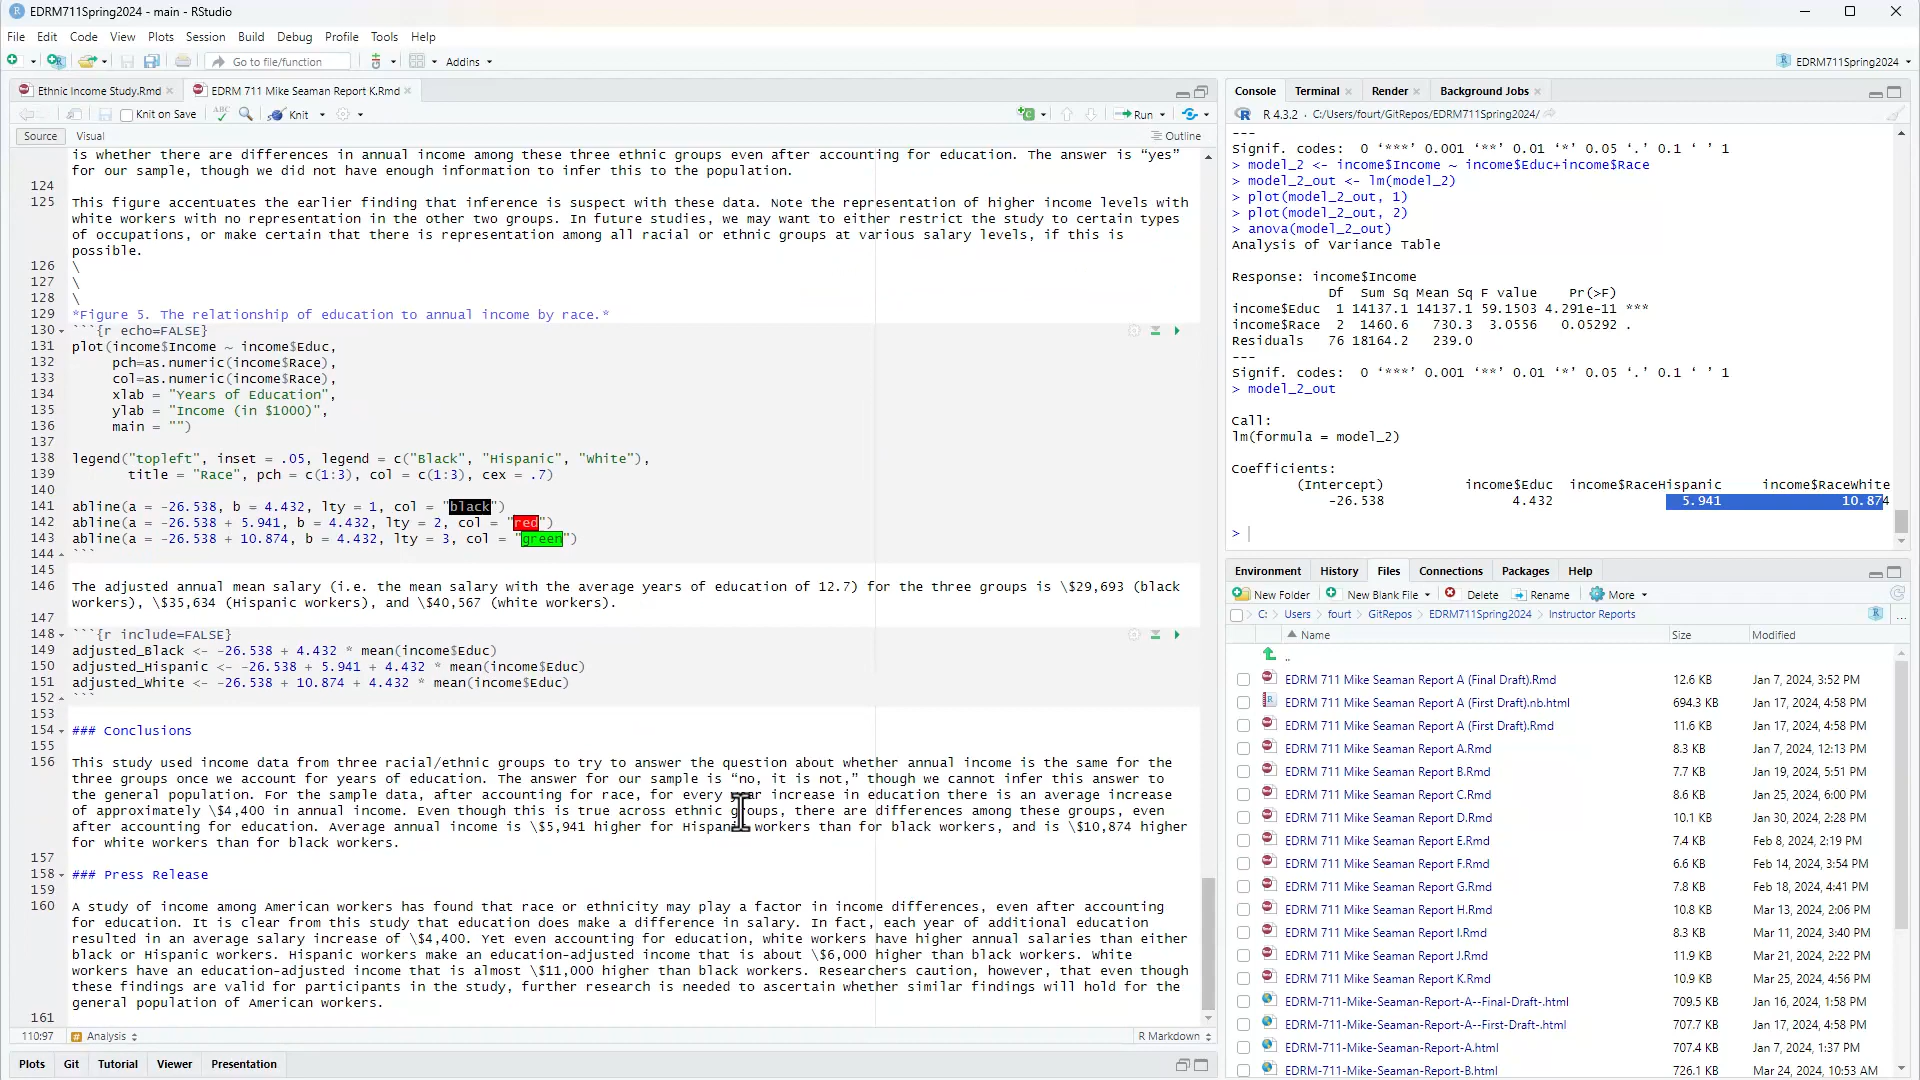 EDRM711Spring2024 - main - RStudio
File Edit Code View Plots Session Build Debug Profile Tools Help
Go to file/function Addins EDRM711Spring2024
Ethnic Income Study.Rmd EDRM 711 Mike Seaman Report K.Rmd
Knit on Save Knit Run
Source Visual Outline
is whether there are differences in annual income among these three ethnic groups even after accounting for education. The answer is “yes”
for our sample, though we did not have enough information to infer this to the population.
124
125 This figure accentuates the earlier finding that inference is suspect with these data. Note the representation of higher income levels with
white workers with no representation in the other two groups. In future studies, we may want to either restrict the study to certain types
of occupations, or make certain that there is representation among all racial or ethnic groups at various salary levels, if this is
possible.
126 \
127 \
128 \
129 *Figure 5. The relationship of education to annual income by race.*
130 ```{r echo=FALSE}
131 plot(income$Income ~ income$Educ,
132 pch=as.numeric(income$Race),
133 col=as.numeric(income$Race),
134 xlab = "Years of Education",
135 ylab = "Income (in $1000)",
136 main = "")
137
138 legend("topleft", inset = .05, legend = c("Black", "Hispanic", "White"),
139 title = "Race", pch = c(1:3), col = c(1:3), cex = .7)
140
141 abline(a = -26.538, b = 4.432, lty = 1, col = "black")
142 abline(a = -26.538 + 5.941, b = 4.432, lty = 2, col = "red")
143 abline(a = -26.538 + 10.874, b = 4.432, lty = 3, col = "green")
144 ```
145
146 The adjusted annual mean salary (i.e. the mean salary with the average years of education of 12.7) for the three groups is \$29,693 (black
workers), \$35,634 (Hispanic workers), and \$40,567 (white workers).
147
148 ```{r include=FALSE}
149 adjusted_Black <- -26.538 + 4.432 * mean(income$Educ)
150 adjusted_Hispanic <- -26.538 + 5.941 + 4.432 * mean(income$Educ)
151 adjusted_White <- -26.538 + 10.874 + 4.432 * mean(income$Educ)
152 ```
153
154 ### Conclusions
155
156 This study used income data from three racial/ethnic groups to try to answer the question about whether annual income is the same for the
three groups once we account for years of education. The answer for our sample is “no, it is not,” though we cannot infer this answer to
the general population. For the sample data, after accounting for race, for every year increase in education there is an average increase
of approximately \$4,400 in annual income. Even though this is true across ethnic groups, there are differences among these groups, even
after accounting for education. Average annual income is \$5,941 higher for Hispanic workers than for black workers, and is \$10,874 higher
for white workers than for black workers.
157
158 ### Press Release
159
160 A study of income among American workers has found that race or ethnicity may play a factor in income differences, even after accounting
for education. It is clear from this study that education does make a difference in salary. In fact, each year of additional education
resulted in an average salary increase of \$4,400. Yet even accounting for education, white workers have higher annual salaries than either
black or Hispanic workers. Hispanic workers make an education-adjusted income that is about \$6,000 higher than black workers. White
workers have an education-adjusted income that is almost \$11,000 higher than black workers. Researchers caution, however, that even though
these findings are valid for participants in the study, further research is needed to ascertain whether similar findings will hold for the
general population of American workers.
161
110:97 Analysis R Markdown
Plots Git Tutorial Viewer Presentation
Console Terminal Render Background Jobs
R 4.3.2 · C:/Users/fourt/GitRepos/EDRM711Spring2024/
---
Signif. codes: 0 ‘***’ 0.001 ‘**’ 0.01 ‘*’ 0.05 ‘.’ 0.1 ‘ ’ 1
> model_2 <- income$Income ~ income$Educ+income$Race
> model_2_out <- lm(model_2)
> plot(model_2_out, 1)
> plot(model_2_out, 2)
> anova(model_2_out)
Analysis of Variance Table
Response: income$Income
Df Sum Sq Mean Sq F value Pr(>F)
income$Educ 1 14137.1 14137.1 59.1503 4.291e-11 ***
income$Race 2 1460.6 730.3 3.0556 0.05292 .
Residuals 76 18164.2 239.0
---
Signif. codes: 0 ‘***’ 0.001 ‘**’ 0.01 ‘*’ 0.05 ‘.’ 0.1 ‘ ’ 1
> model_2_out
Call:
lm(formula = model_2)
Coefficients:
(Intercept) income$Educ income$RaceHispanic income$RaceWhite
-26.538 4.432 5.941 10.874
>
Environment History Files Connections Packages Help
New Folder New Blank File Delete Rename More
C: Users fourt GitRepos EDRM711Spring2024 Instructor Reports ...
Name Size Modified
..
EDRM 711 Mike Seaman Report A (Final Draft).Rmd 12.6 KB Jan 7, 2024, 3:52 PM
EDRM 711 Mike Seaman Report A (First Draft).nb.html 694.3 KB Jan 17, 2024, 4:58 PM
EDRM 711 Mike Seaman Report A (First Draft).Rmd 11.6 KB Jan 17, 2024, 4:58 PM
EDRM 711 Mike Seaman Report A.Rmd 8.3 KB Jan 7, 2024, 12:13 PM
EDRM 711 Mike Seaman Report B.Rmd 7.7 KB Jan 19, 2024, 5:51 PM
EDRM 711 Mike Seaman Report C.Rmd 8.6 KB Jan 25, 2024, 6:00 PM
EDRM 711 Mike Seaman Report D.Rmd 10.1 KB Jan 30, 2024, 2:28 PM
EDRM 711 Mike Seaman Report E.Rmd 7.4 KB Feb 8, 2024, 2:19 PM
EDRM 711 Mike Seaman Report F.Rmd 6.6 KB Feb 14, 2024, 3:54 PM
EDRM 711 Mike Seaman Report G.Rmd 7.8 KB Feb 18, 2024, 4:41 PM
EDRM 711 Mike Seaman Report H.Rmd 10.8 KB Mar 13, 2024, 2:06 PM
EDRM 711 Mike Seaman Report I.Rmd 8.3 KB Mar 11, 2024, 3:40 PM
EDRM 711 Mike Seaman Report J.Rmd 11.9 KB Mar 21, 2024, 2:22 PM
EDRM 711 Mike Seaman Report K.Rmd 10.9 KB Mar 25, 2024, 4:56 PM
EDRM-711-Mike-Seaman-Report-A--Final-Draft-.html 709.5 KB Jan 16, 2024, 1:58 PM
EDRM-711-Mike-Seaman-Report-A--First-Draft-.html 707.7 KB Jan 17, 2024, 4:58 PM
EDRM-711-Mike-Seaman-Report-A.html 707.4 KB Jan 7, 2024, 1:37 PM
EDRM-711-Mike-Seaman-Report-B.html 726.1 KB Mar 24, 2024, 10:53 AM